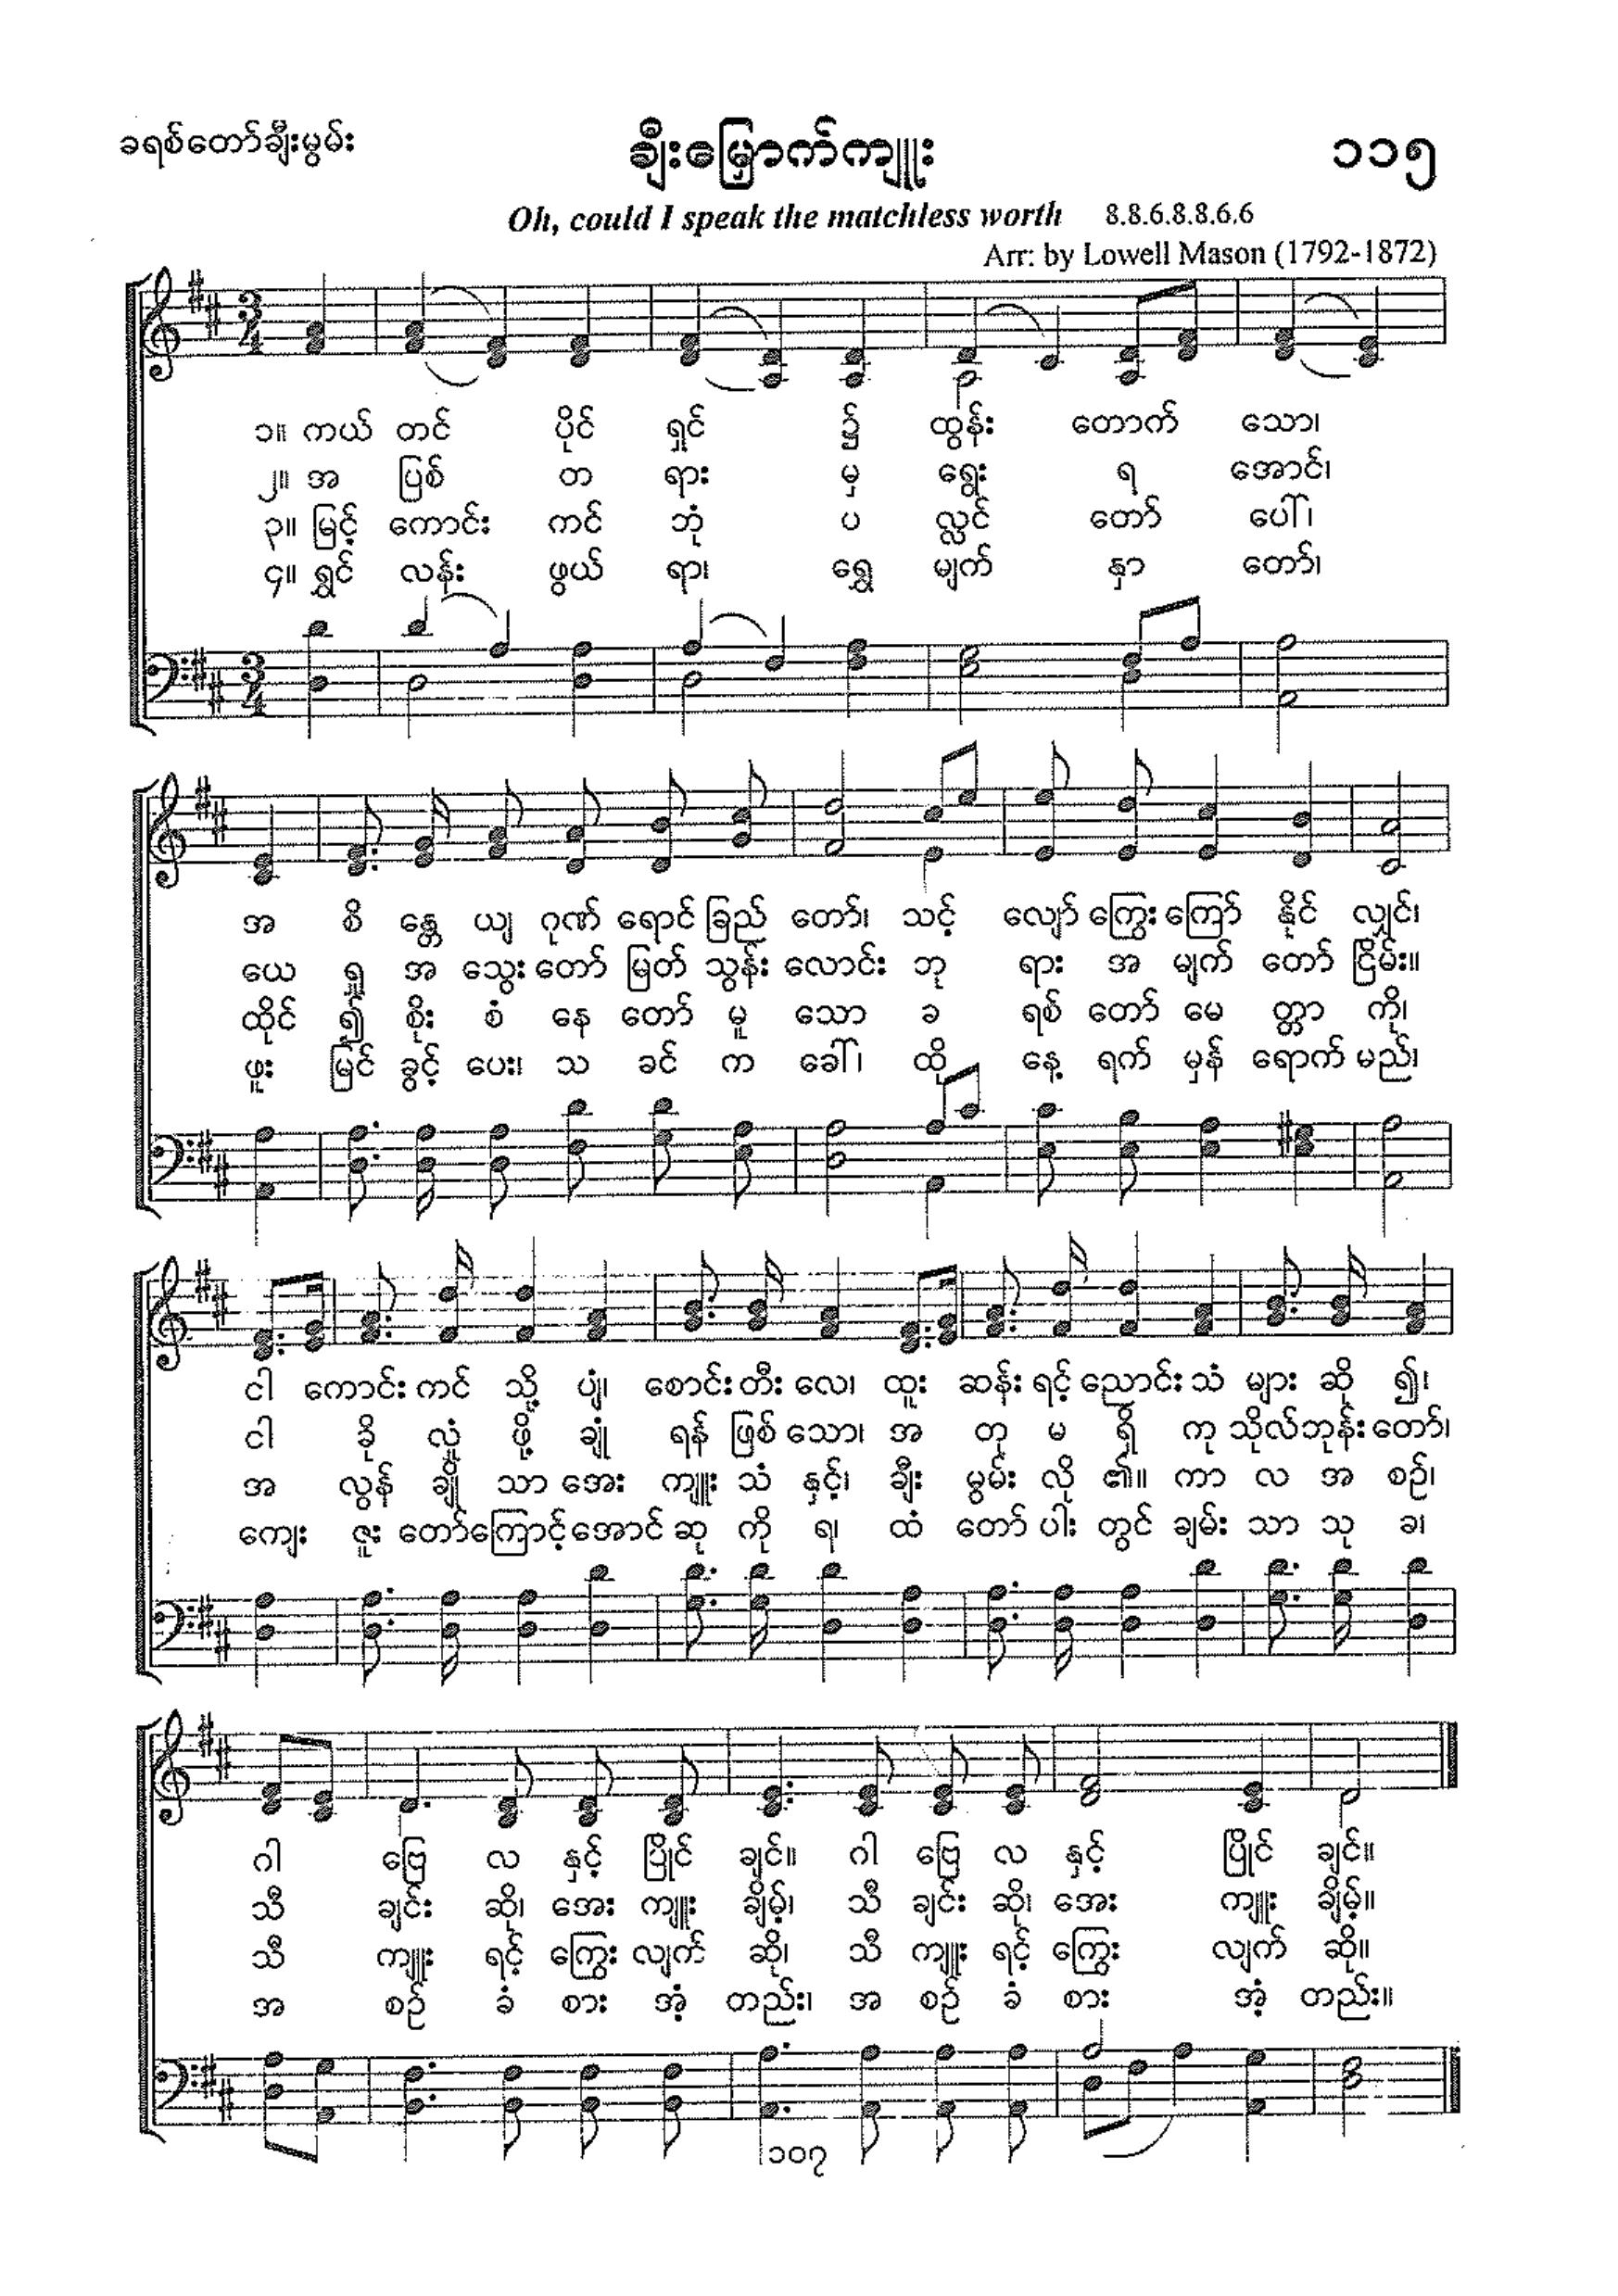 ခရစ်တော်ချီးမွမ်း
ချီးမြှောက်ကျူး
၁၁၅
Oh, could I speak the matchless worth 8.8.6.8.8.6.6
Arr: by Lowell Mason (1792-1872)
၁။ ကယ် တင် ပိုင် ရှင် ၌ ထွန်း တောက် သော၊
၂။ အ ပြစ် တ ရား မှ ရွေး ရ အောင်၊
၃။ မြင့် ကောင်း ကင် ဘုံ ပ လ္လင် တော် ပေါ်၊
၄။ ရွှင် လန်း ဖွယ် ရာ၊ ရွှေ မျက် နှာ တော်၊
အ စိ န္တေ ယျ ဂုဏ် ရောင် ခြည် တော်၊ သင့် လျော် ကြွေး ကြော် နိုင် လျှင်၊
ယေ ရှု အ သွေး တော် မြတ် သွန်း လောင်း ဘု ရား အ မျက် တော် ငြိမ်း။
ထိုင် ၍ စိုး စံ နေ တော် မူ သော ခ ရစ် တော် မေ တ္တာ ကို၊
ဖူး မြင် ခွင့် ပေး၊ သ ခင် က ခေါ်၊ ထို နေ့ ရက် မှန် ရောက် မည်၊
ငါ ကောင်း ကင် သို့ ပျံ၊ စောင်း တီး လေ၊ ထူး ဆန်း ရင့် ညောင်း သံ များ ဆို ၍၊
ငါ ခို လှုံ ဖို့ ချုံ ရန် ဖြစ် သော၊ အ တု မ ရှိ ကု သိုလ် ဘုန်း တော်၊
အ လွန် ချို သာ အေး ကျူး သံ နှင့်၊ ချီး မွမ်း လို ၏။ ကာ လ အ စဉ်၊
ကျေး ဇူး တော် ကြောင့် အောင် ဆု ကို ရ၊ ထံ တော် ပါး တွင် ချမ်း သာ သု ခ၊
ဂါ ဗြေ လ နှင့် ပြိုင် ချင်။ ဂါ ဗြေ လ နှင့် ပြိုင် ချင်။
သီ ချင်း ဆို၊ အေး ကျူး ချိမ့်၊ သီ ချင်း ဆို၊ အေး ကျူး ချိမ့်။
သီ ကျူး ရင့် ကြွေး လျက် ဆို၊ သီ ကျူး ရင့် ကြွေး လျက် ဆို။
အ စဉ် ခံ စား အံ့ တည်း၊ အ စဉ် ခံ စား အံ့ တည်း။
၁၀၇